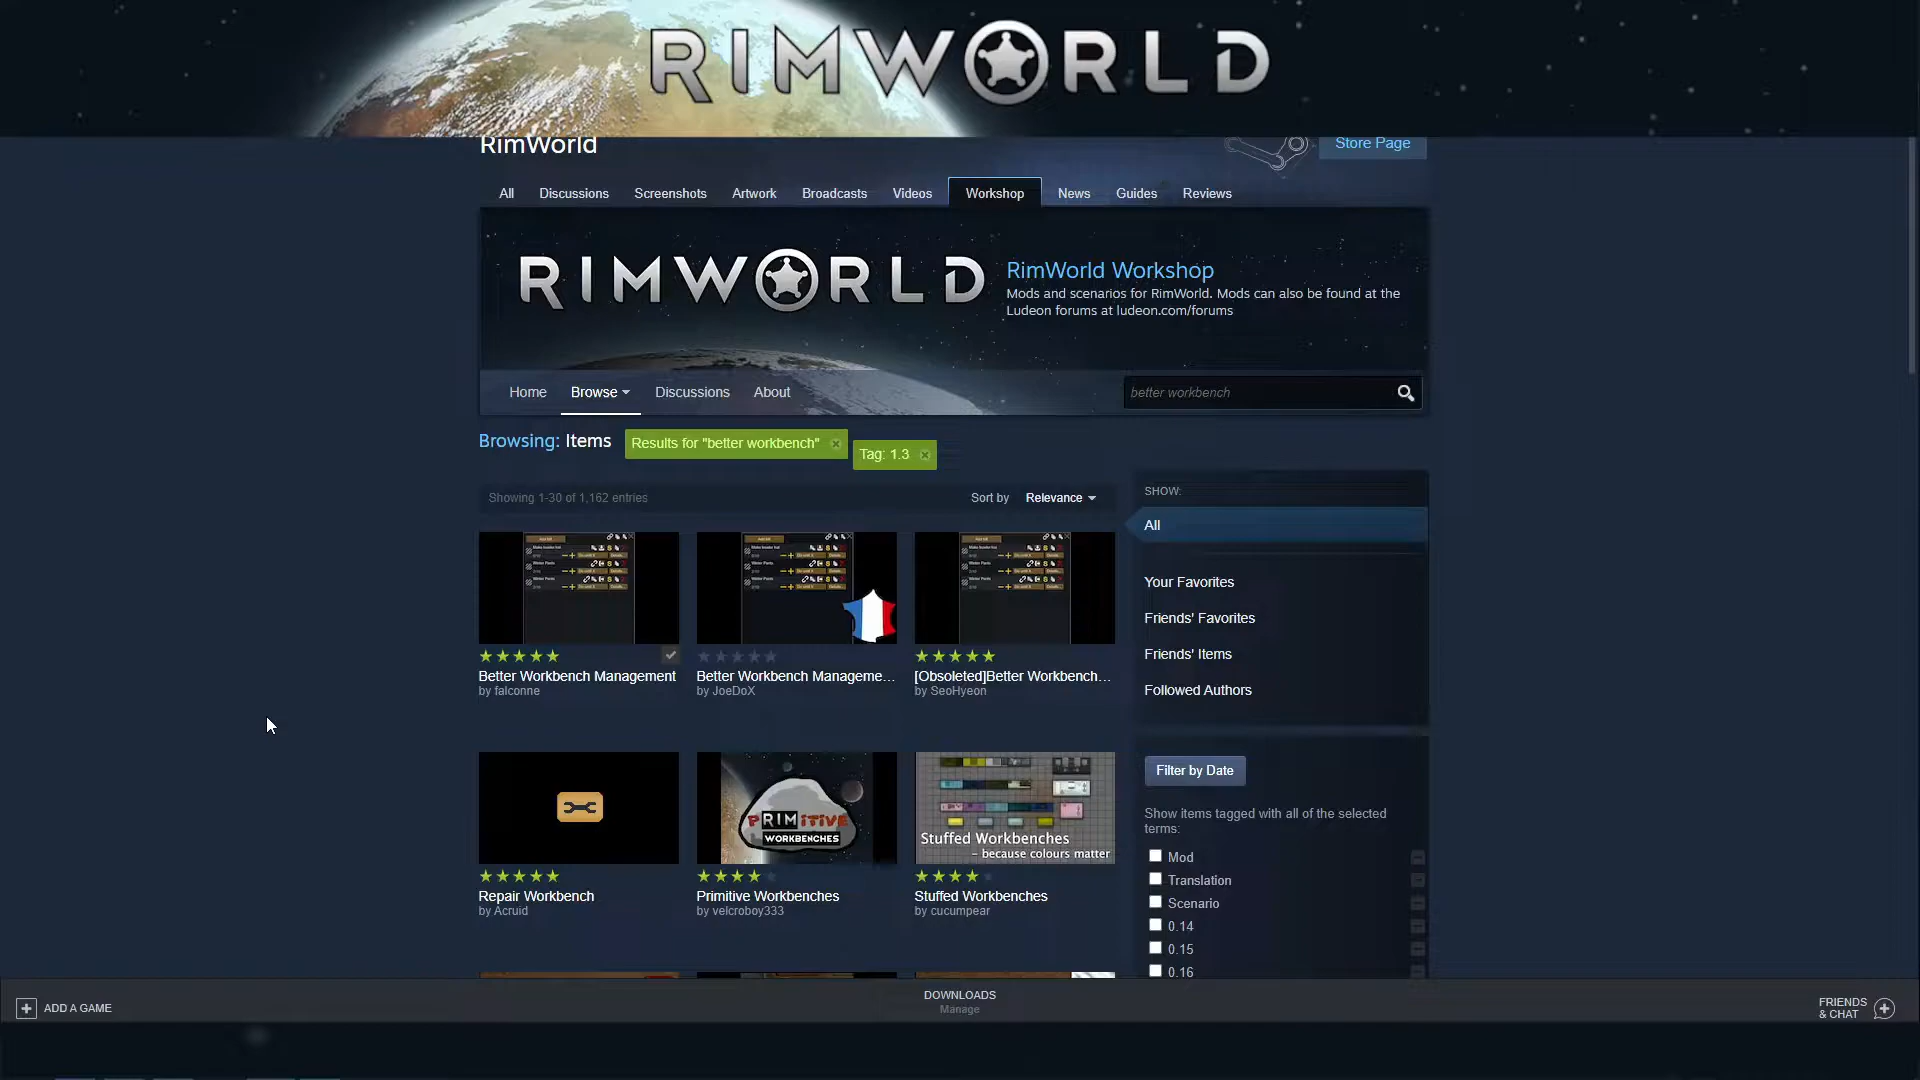 RIMWORLD
RimWorld
Store Page
All Discussions Screenshots Artwork Broadcasts Videos Workshop News Guides Reviews
RIMWORLD
RimWorld Workshop
Mods and scenarios for RimWorld. Mods can also be found at the
Ludeon forums at ludeon.com/forums
Home Browse Discussions About
better workbench
Browsing: Items
Results for "better workbench"
Tag: 1.3
Showing 1-30 of 1,162 entries
Sort by Relevance
Better Workbench Management
by falconne
Better Workbench Manageme...
by JoeDoX
[Obsoleted]Better Workbench...
by SeoHyeon
PRIMITIVE
WORKBENCHES
Stuffed Workbenches
- because colours matter
Repair Workbench
by Acruid
Primitive Workbenches
by velcroboy333
Stuffed Workbenches
by cucumpear
SHOW:
All
Your Favorites
Friends' Favorites
Friends' Items
Followed Authors
Filter by Date
Show items tagged with all of the selected
terms:
Mod
Translation
Scenario
0.14
0.15
0.16
ADD A GAME
DOWNLOADS
Manage
FRIENDS
& CHAT